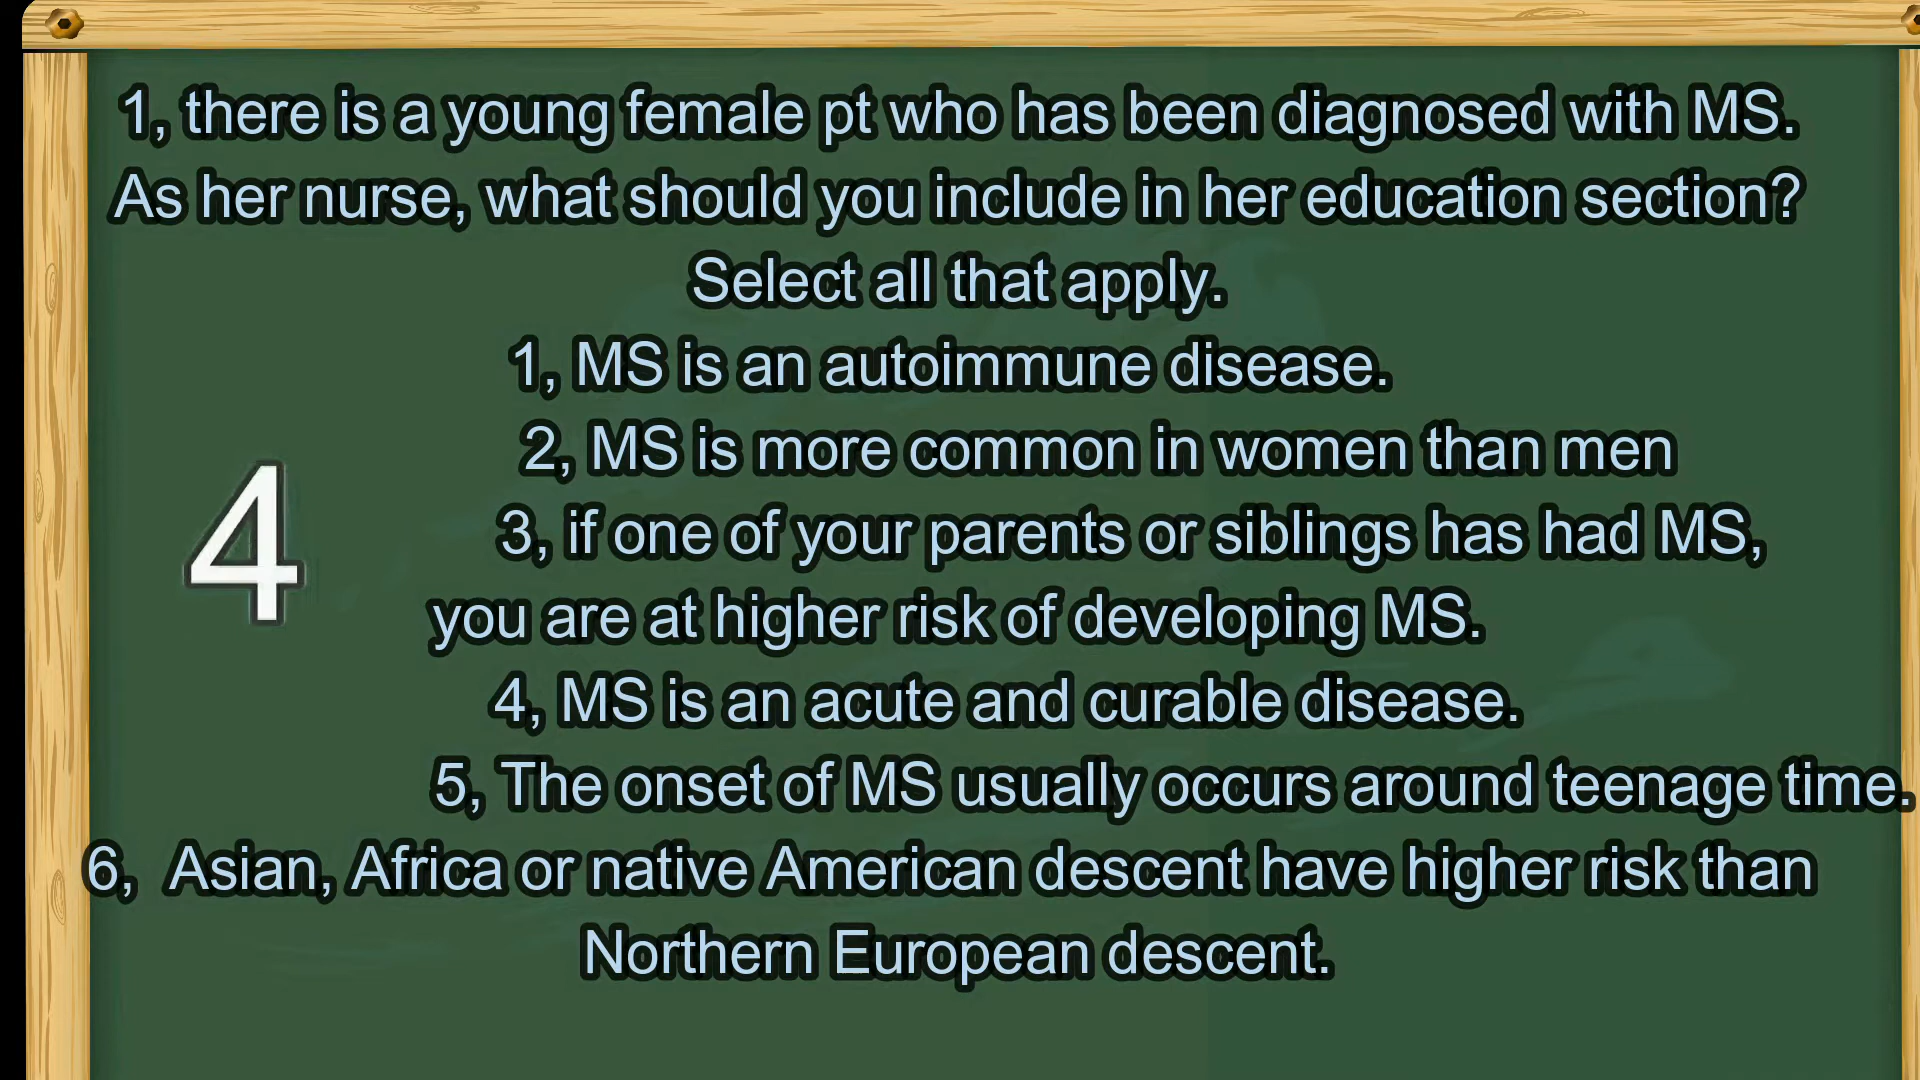 1, there is a young female pt who has been diagnosed with MS.
As her nurse, what should you include in her education section?
Select all that apply.
1, MS is an autoimmune disease.
2, MS is more common in women than men
3, if one of your parents or siblings has had MS,
you are at higher risk of developing MS.
4
4, MS is an acute and curable disease.
5, The onset of MS usually occurs around teenage time.
6,  Asian, Africa or native American descent have higher risk than
Northern European descent.